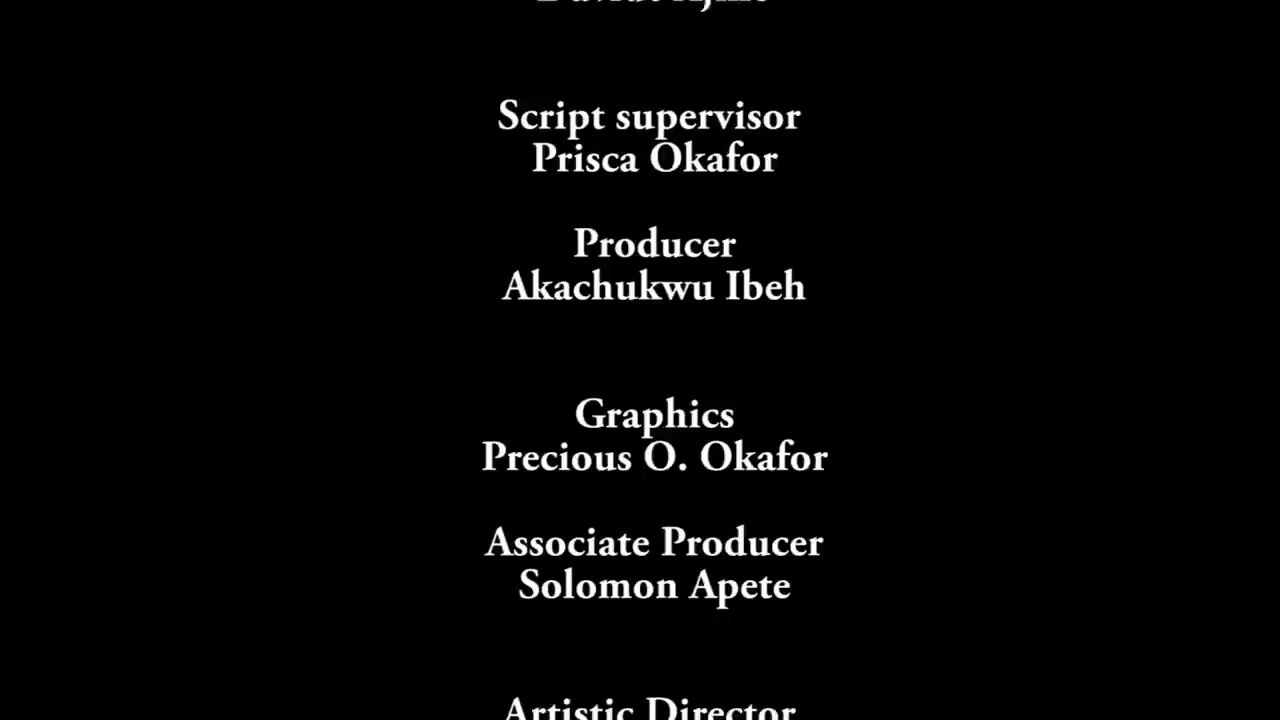 Script supervisor
Prisca Okafor
Producer
Akachukwu Ibeh
Graphics
Precious O. Okafor
Associate Producer
Solomon Apete
Artistic Director